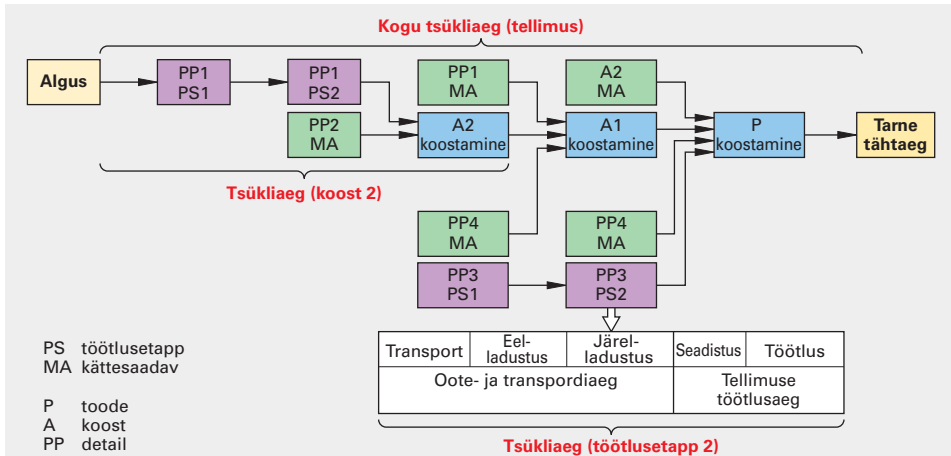 Kogu tsükliaeg (tellimus)
Algus
PP1
PS1
PP1
PS2
PP1
MA
A2
MA
PP2
MA
A2
koostamine
A1
koostamine
P
koostamine
Tarne
tähtaeg
Tsükliaeg (koost 2)
PP4
MA
PP4
MA
PP3
PS1
PP3
PS2
PS töötlusetapp
MA kättesaadav
P toode
A koost
PP detail
Transport
Eel-
ladustus
Järel-
ladustus
Seadistus
Töötlus
Oote- ja transpordiaeg
Tellimuse
töötlusaeg
Tsükliaeg (töötlusetapp 2)